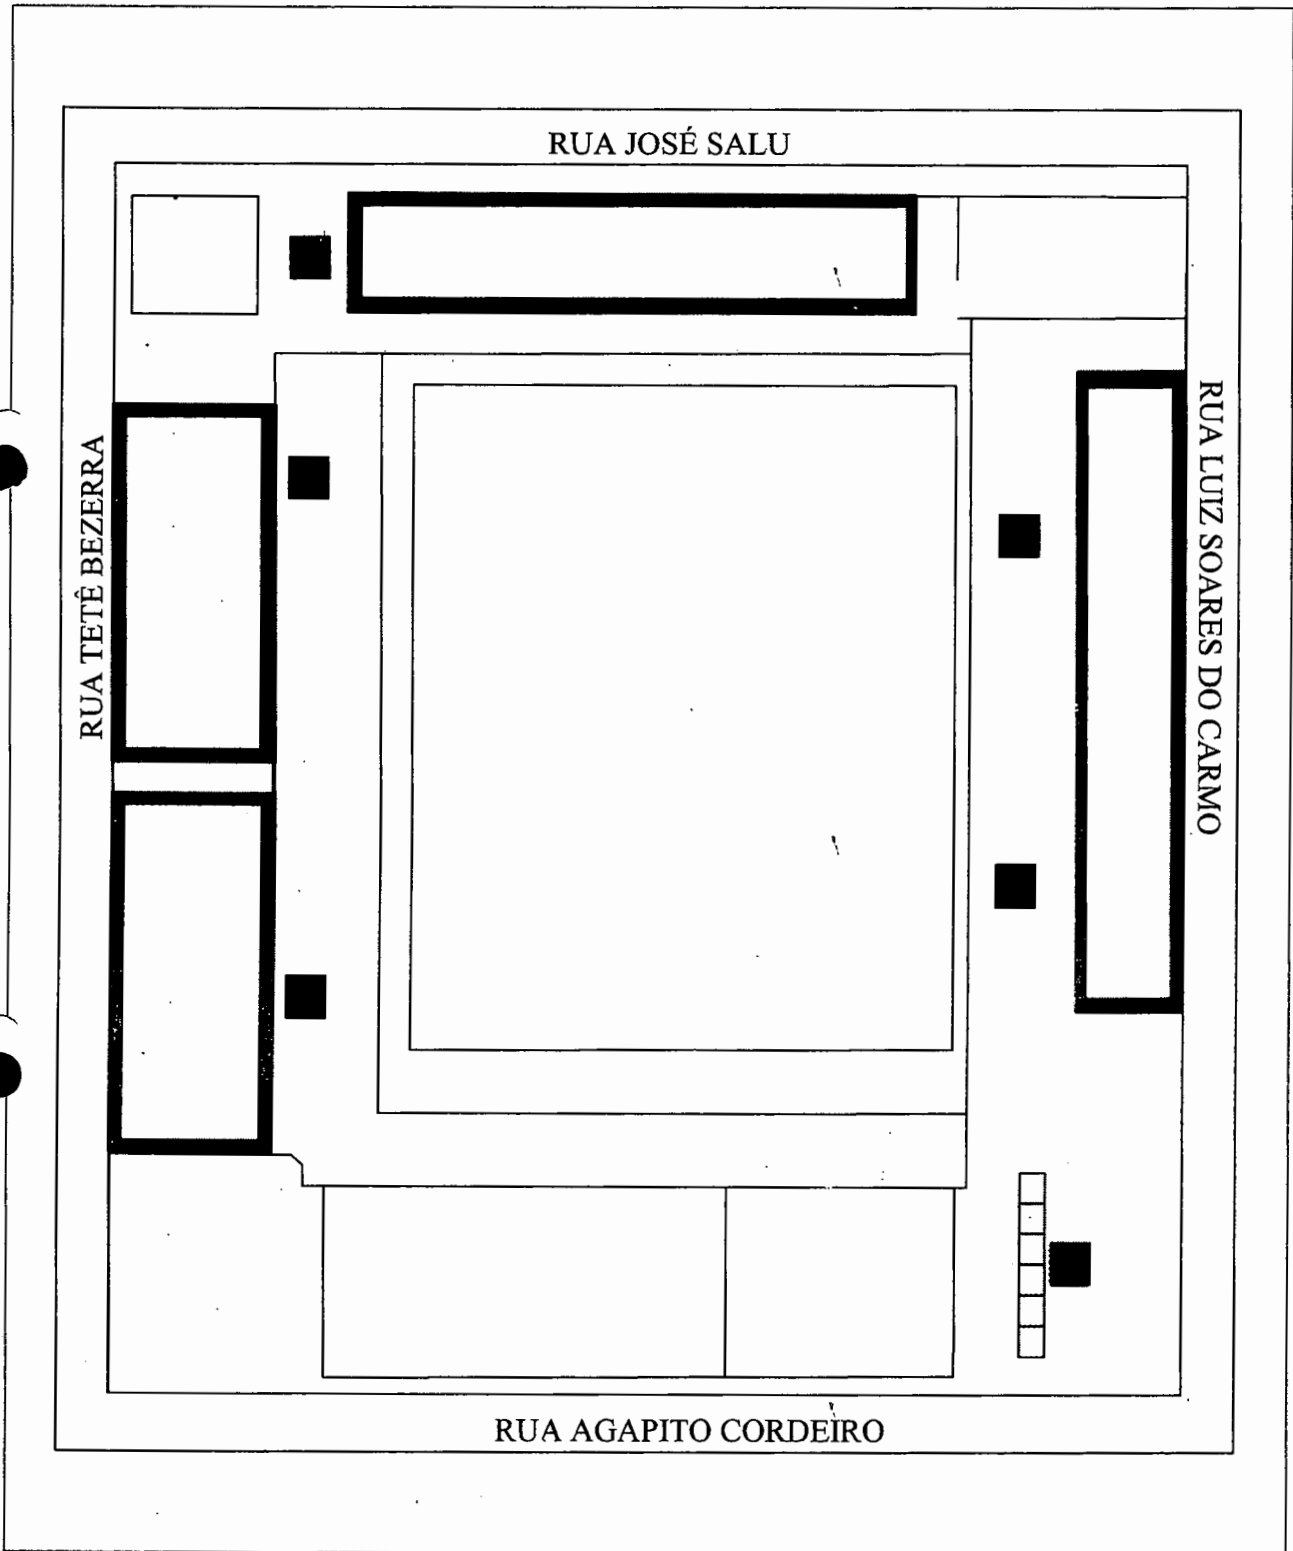 RUA JOSÉ SALU
RUA TETÊ BEZERRA
RUA LUIZ SOARES DO CARMO
RUA AGAPITO CORDEIRO